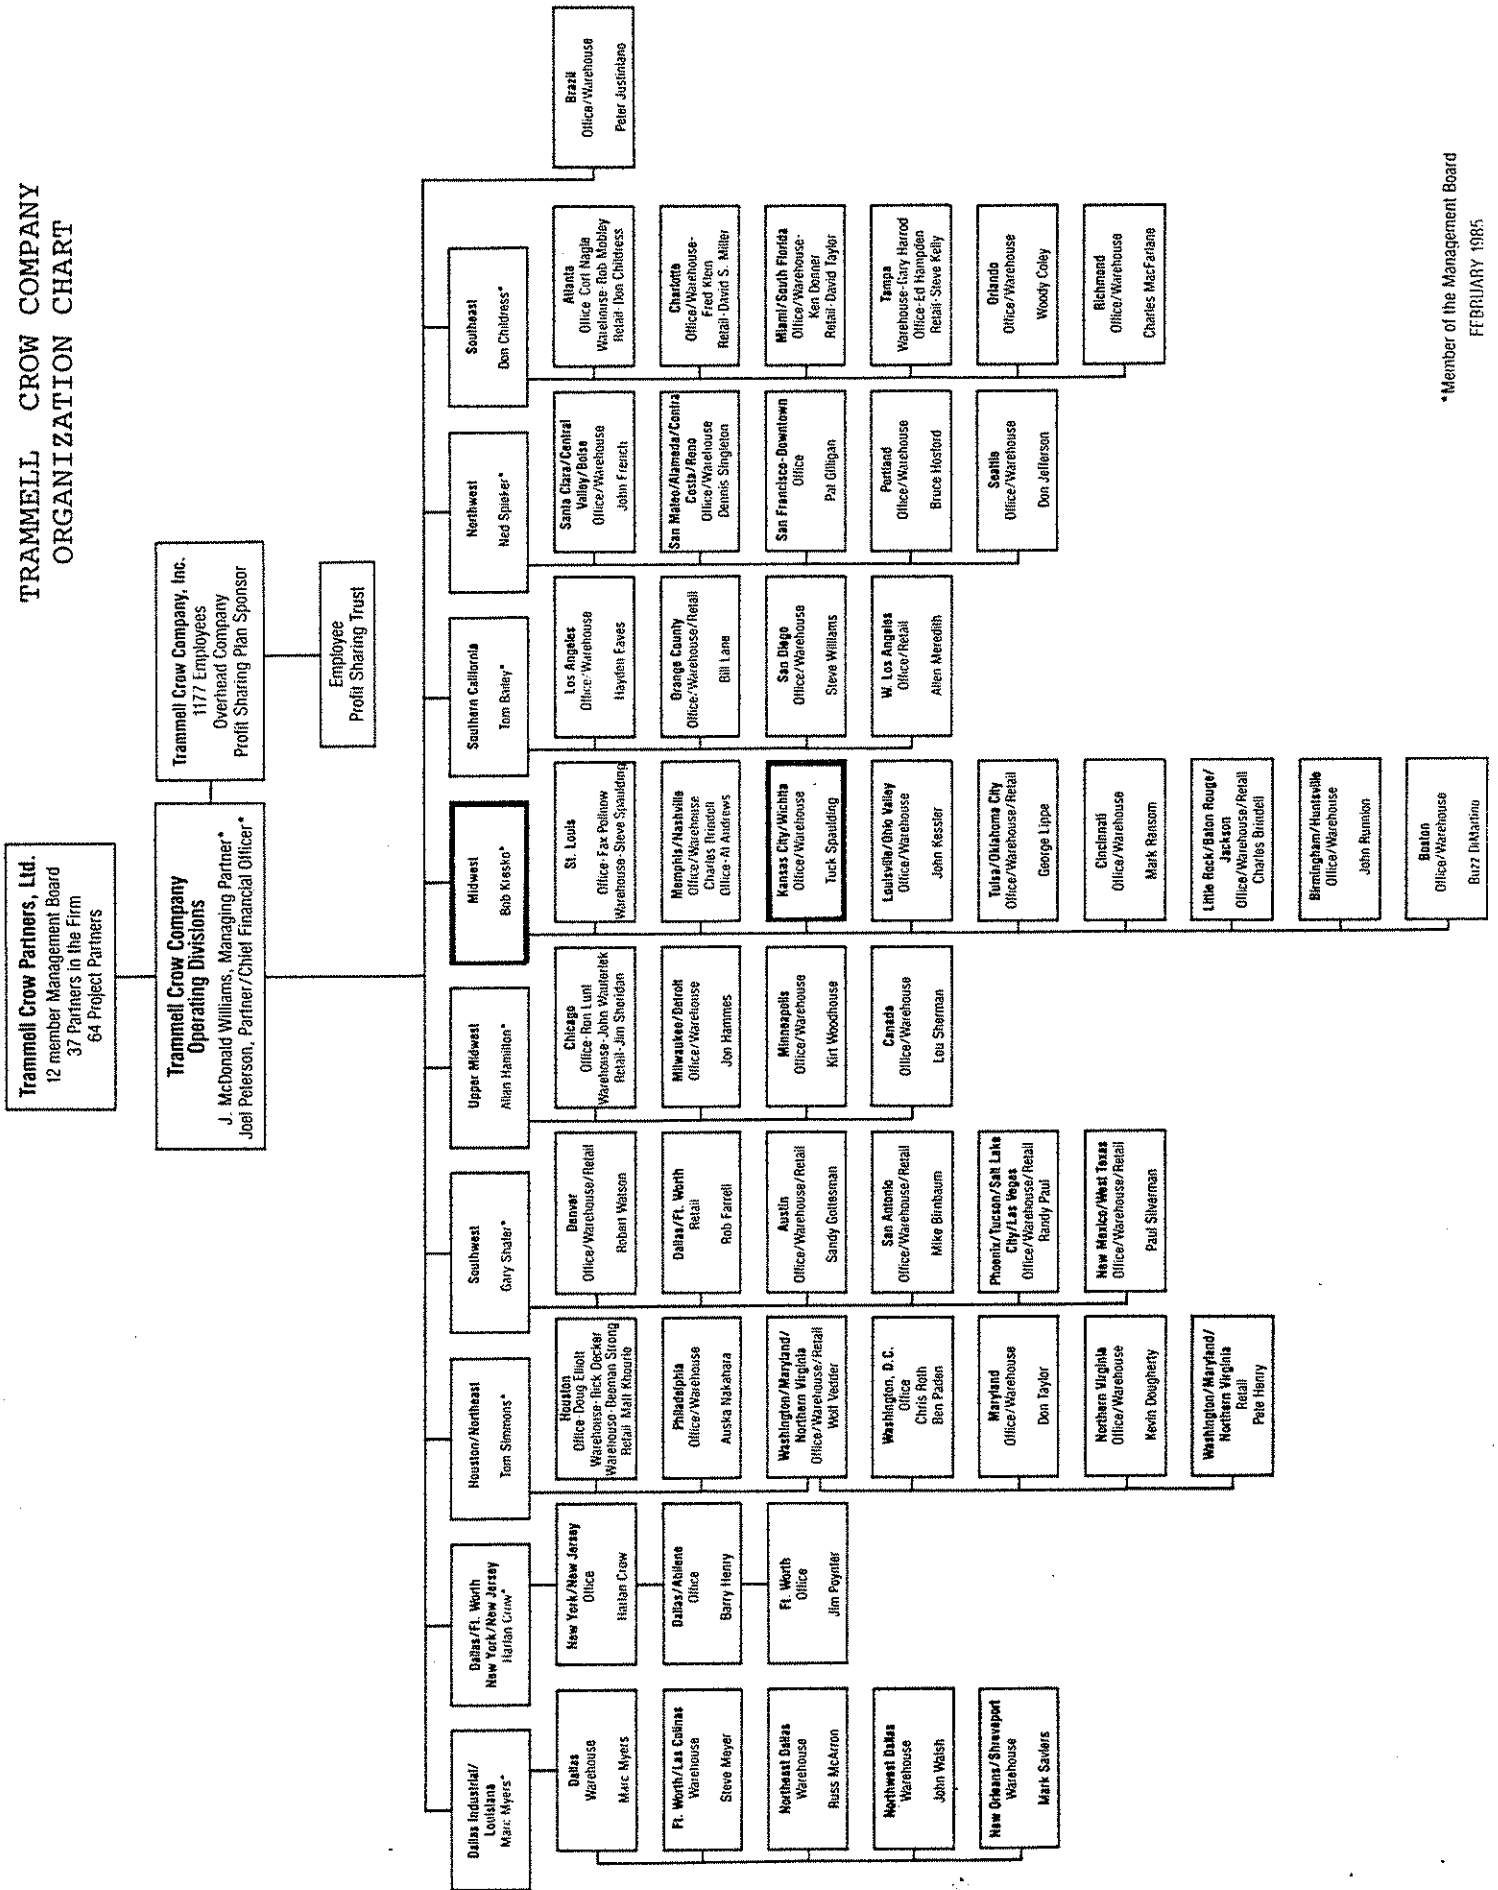 TRAMMELL CROW COMPANY
ORGANIZATION CHART
Trammell Crow Partners, Ltd.
12 member Management Board
37 Partners in the Firm
64 Project Partners
Trammell Crow Company
Operating Divisions
J. McDonald Williams, Managing Partner*
Joel Peterson, Partner/Chief Financial Officer*
Trammell Crow Company, Inc.
1177 Employees
Overhead Company
Profit Sharing Plan Sponsor
Employee
Profit Sharing Trust
Dallas Industrial/
Louisiana
Marc Myers*
Dallas
Warehouse
Marc Myers
Ft. Worth/Las Colinas
Warehouse
Steve Meyer
Northeast Dallas
Warehouse
Russ McArron
Northwest Dallas
Warehouse
John Walsh
New Orleans/Shreveport
Warehouse
Mark Saviers
Dallas/Ft. Worth
New York/New Jersey
Harlan Crow*
New York/New Jersey
Office
Harlan Crow
Dallas/Abilene
Office
Barry Henry
Ft. Worth
Office
Jim Poynter
Houston/Northeast
Tom Simmons*
Houston
Office-Doug Elliott
Warehouse-Rick Decker
Warehouse-Beeman Strong
Retail Matt Khourie
Philadelphia
Office/Warehouse
Auska Nakahara
Washington/Maryland/
Northern Virginia
Office/Warehouse/Retail
Wolf Vedder
Washington, D.C.
Office
Chris Roth
Ben Paden
Maryland
Office/Warehouse
Don Taylor
Northern Virginia
Office/Warehouse
Kevin Dougherty
Washington/Maryland/
Northern Virginia
Retail
Pete Henry
Southwest
Gary Shafer*
Denver
Office/Warehouse/Retail
Robert Watson
Dallas/Ft. Worth
Retail
Rob Farrell
Austin
Office/Warehouse/Retail
Sandy Gottesman
San Antonio
Office/Warehouse/Retail
Mike Birnbaum
Phoenix/Tucson/Salt Lake
City/Las Vegas
Office/Warehouse/Retail
Randy Paul
New Mexico/West Texas
Office/Warehouse/Retail
Paul Silverman
Upper Midwest
Allan Hamilton*
Chicago
Office-Ron Lunt
Warehouse-John
Retail-Jim Sheridan
Milwaukee/Detroit
Office/Warehouse
Jon Hammes
Minneapolis
Office/Warehouse
Kirt Woodhouse
Canada
Office/Warehouse
Lou Sherman
Midwest
Bob Kresko*
St. Louis
Office-Fax Pollnow
Warehouse-Steve Spaulding
Memphis/Nashville
Office/Warehouse
Charles Brindell
Office-Al Andrews
Kansas City/Wichita
Office/Warehouse
Tuck Spaulding
Louisville/Ohio Valley
Office/Warehouse
John Kessler
Tulsa/Oklahoma City
Office/Warehouse/Retail
George Lippe
Cincinnati
Office/Warehouse
Mark Ransom
Little Rock/Baton Rouge/
Jackson
Office/Warehouse/Retail
Charles Brindell
Birmingham/Huntsville
Office/Warehouse
John Runnion
Boston
Office/Warehouse
Buzz DiMartino
Southern California
Tom Bailey*
Los Angeles
Office/Warehouse
Hayden Eaves
Orange County
Office/Warehouse/Retail
Bill Lane
San Diego
Office/Warehouse
Steve Williams
W. Los Angeles
Office/Retail
Allen Meredith
Northwest
Ned Spieker*
Santa Clara/Central
Valley/Boise
Office/Warehouse
John French
San Mateo/Alameda/Contra
Costa/Reno
Office/Warehouse
Dennis Singleton
San Francisco-Downtown
Office
Pat Gilligan
Portland
Office/Warehouse
Bruce Hosford
Seattle
Office/Warehouse
Don Jefferson
Southeast
Don Childress*
Atlanta
Office Cort Nagle
Warehouse-Rob Mobley
Retail-Don Childress
Charlotte
Office/Warehouse-
Fred Klein
Retail-David S. Miller
Miami/South Florida
Office/Warehouse-
Ken Donner
Retail-David Taylor
Tampa
Warehouse-Gary Harrod
Office-Ed Hampden
Retail-Steve Kelly
Orlando
Office/Warehouse
Woody Coley
Richmond
Office/Warehouse
Charles MacFarlane
Brazil
Office/Warehouse
Peter Justiniano
*Member of the Management Board
FEBRUARY 1985